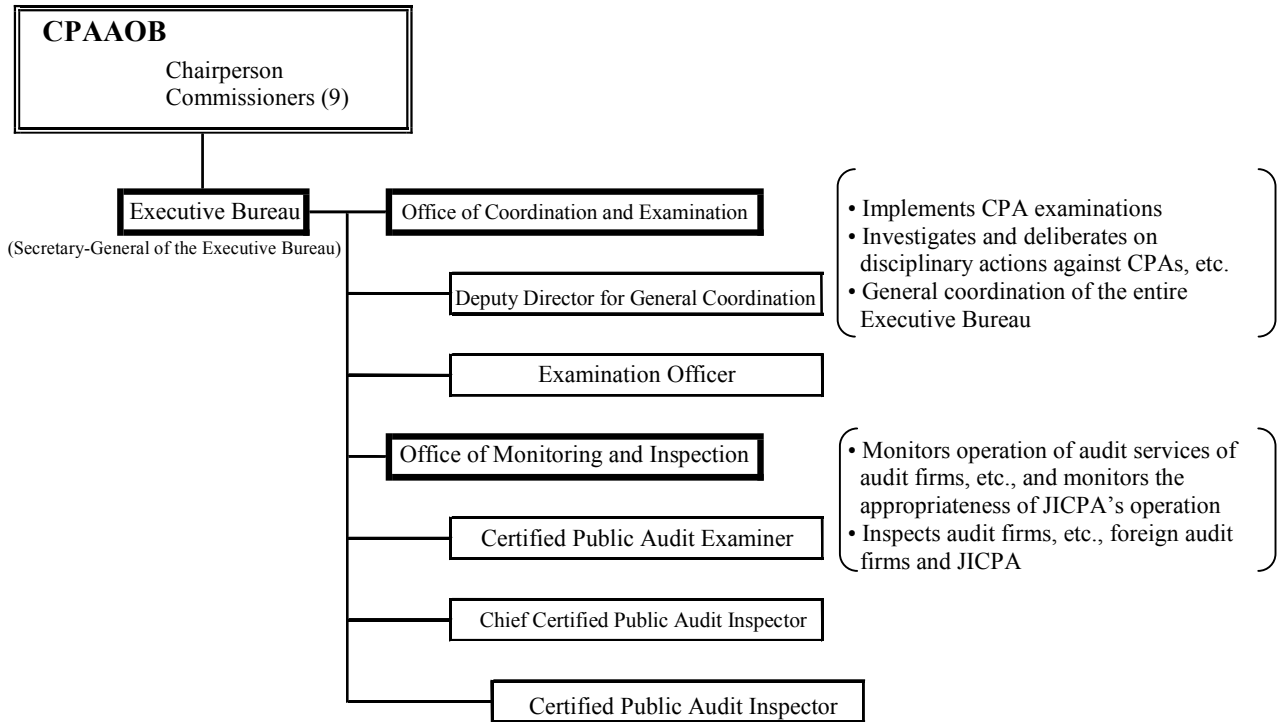 CPAAOB
Chairperson
Commissioners (9)
Executive Bureau
(Secretary-General of the Executive Bureau)
Office of Coordination and Examination
• Implements CPA examinations
• Investigates and deliberates on
disciplinary actions against CPAs, etc.
• General coordination of the entire
Executive Bureau
Deputy Director for General Coordination
Examination Officer
Office of Monitoring and Inspection
• Monitors operation of audit services of
audit firms, etc., and monitors the
appropriateness of JICPA’s operation
• Inspects audit firms, etc., foreign audit
firms and JICPA
Certified Public Audit Examiner
Chief Certified Public Audit Inspector
Certified Public Audit Inspector